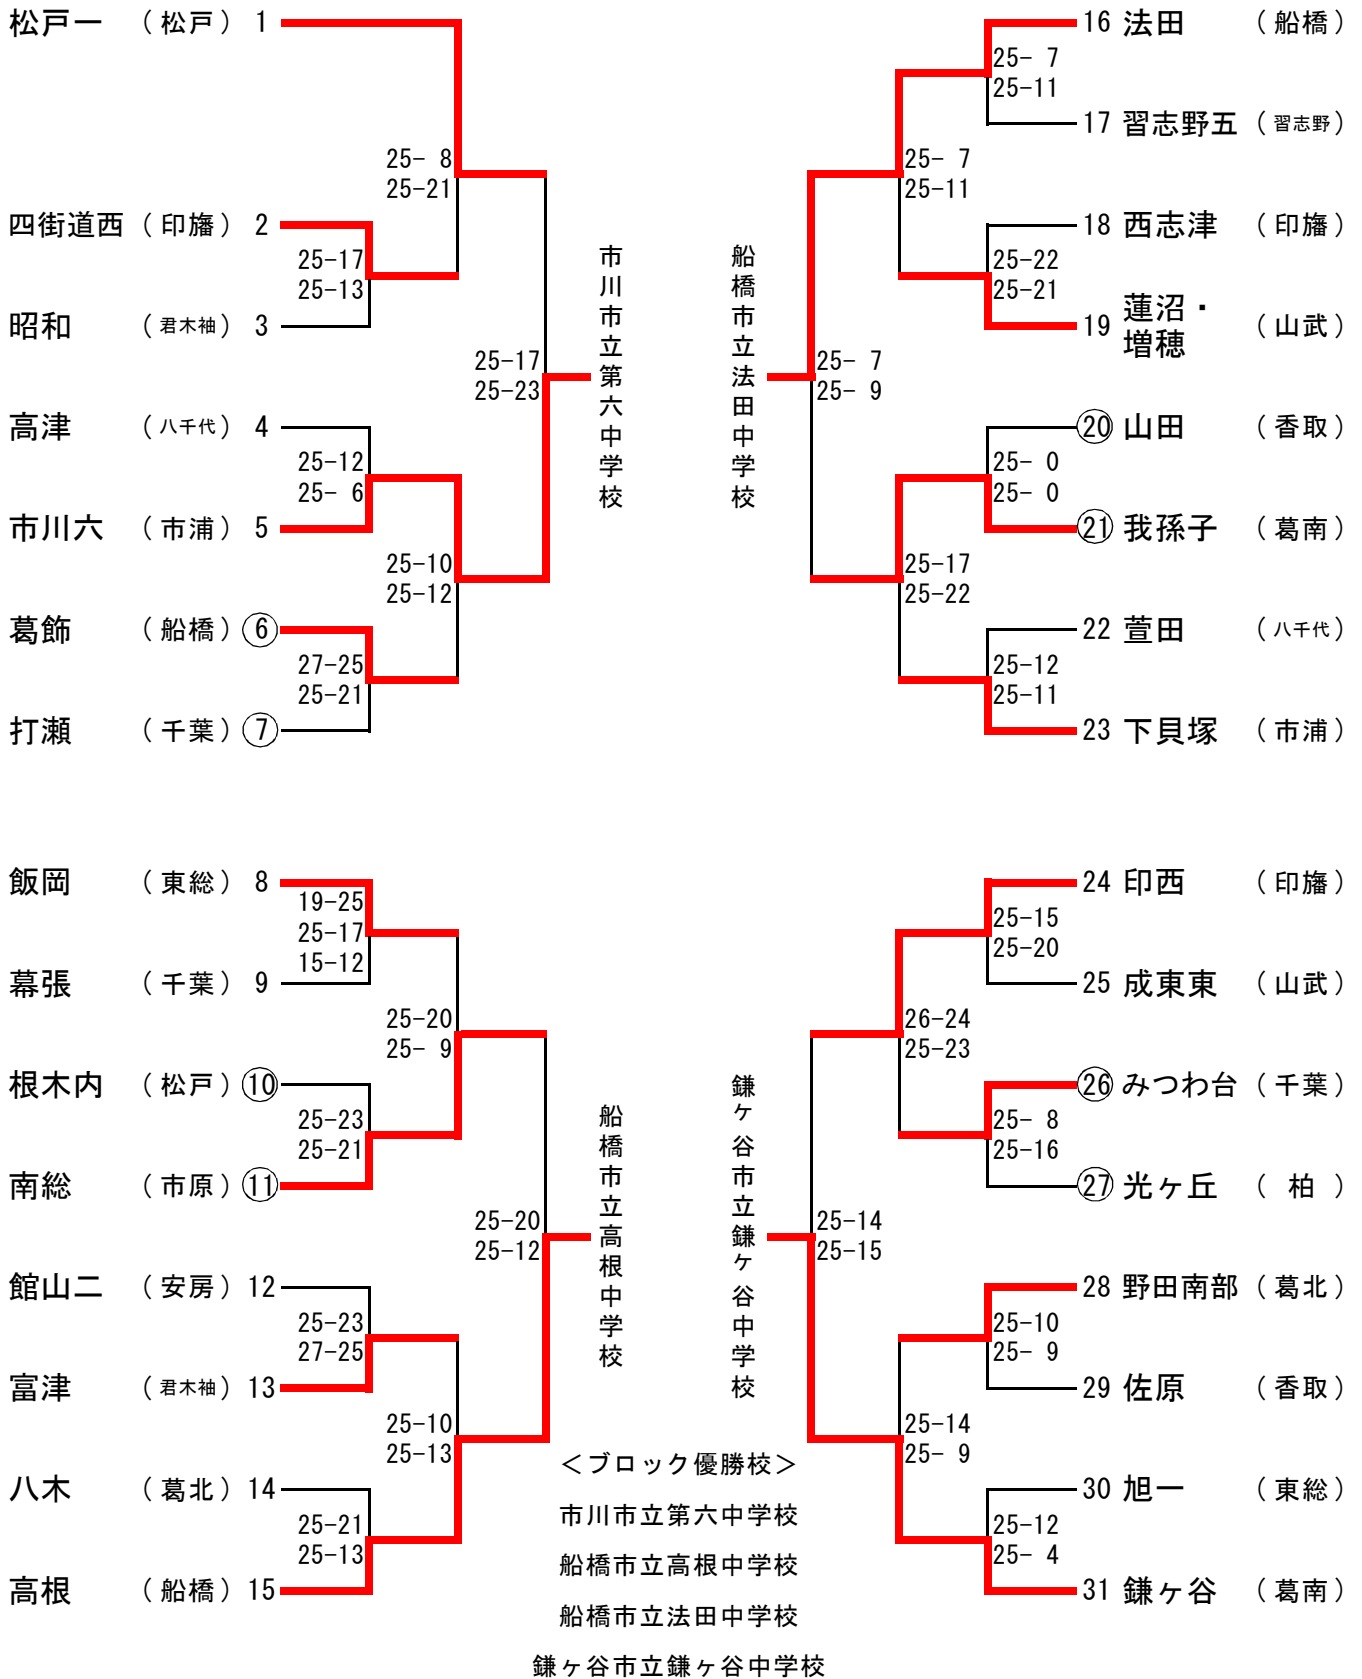 松戸一 （松戸） 1
25- 8
25-21
四街道西 （印旛） 2
25-17
25-13
昭和 （君木袖） 3
25-17
25-23
高津 （八千代） 4
25-12
25- 6
市川六 （市浦） 5
25-10
25-12
葛飾 （船橋） ⑥
27-25
25-21
打瀬 （千葉） ⑦
市川市立第六中学校
飯岡 （東総） 8
19-25
25-17
15-12
幕張 （千葉） 9
25-20
25- 9
根木内 （松戸） ⑩
25-23
25-21
南総 （市原） ⑪
25-20
25-12
館山二 （安房） 12
25-23
27-25
富津 （君木袖） 13
25-10
25-13
八木 （葛北） 14
25-21
25-13
高根 （船橋） 15
船橋市立高根中学校
16 法田 （船橋）
25- 7
25-11
17 習志野五 （習志野）
25- 7
25-11
18 西志津 （印旛）
25-22
25-21
19 蓮沼・
増穂 （山武）
25- 7
25- 9
⑳ 山田 （香取）
25- 0
25- 0
㉑ 我孫子 （葛南）
25-17
25-22
22 萱田 （八千代）
25-12
25-11
23 下貝塚 （市浦）
船橋市立法田中学校
24 印西 （印旛）
25-15
25-20
25 成東東 （山武）
26-24
25-23
㉖ みつわ台 （千葉）
25- 8
25-16
㉗ 光ヶ丘 （ 柏 ）
25-14
25-15
28 野田南部 （葛北）
25-10
25- 9
29 佐原 （香取）
25-14
25- 9
30 旭一 （東総）
25-12
25- 4
31 鎌ヶ谷 （葛南）
鎌ヶ谷市立鎌ヶ谷中学校
＜ブロック優勝校＞
市川市立第六中学校
船橋市立高根中学校
船橋市立法田中学校
鎌ヶ谷市立鎌ヶ谷中学校